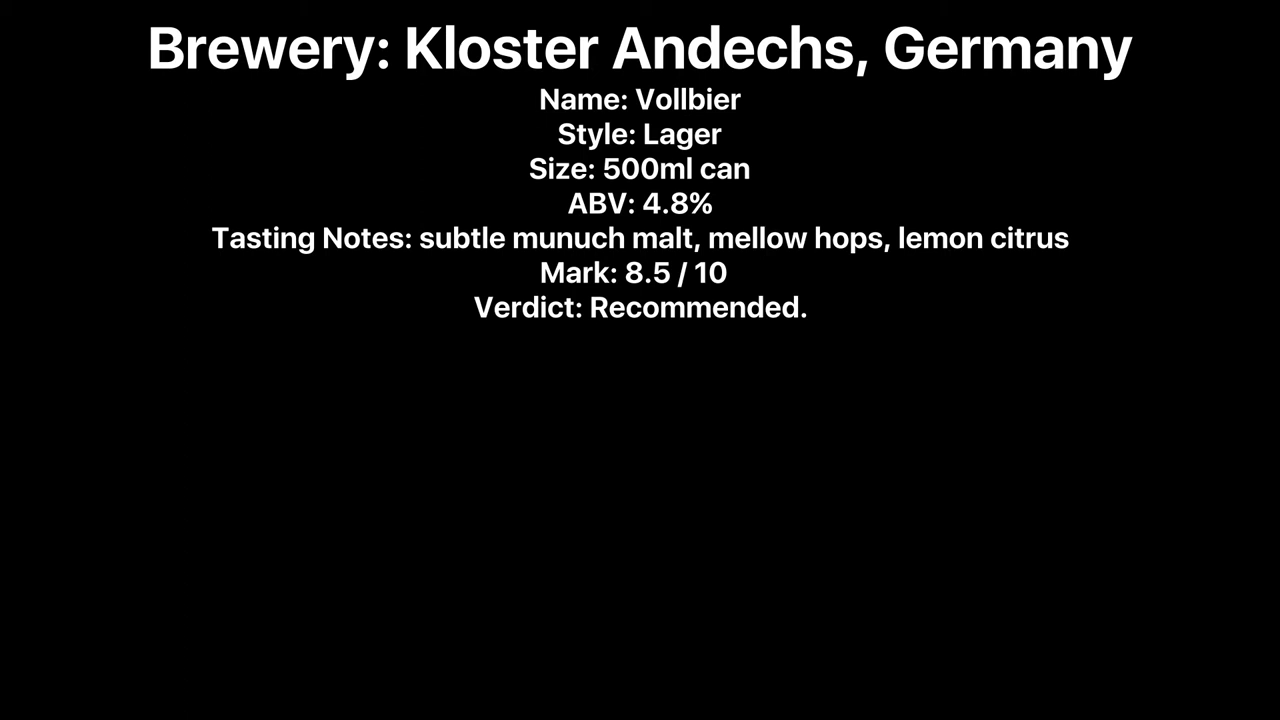 Brewery: Kloster Andechs, Germany
Name: Vollbier
Style: Lager
Size: 500ml can
ABV: 4.8%
Tasting Notes: subtle munuch malt, mellow hops, lemon citrus
Mark: 8.5 / 10
Verdict: Recommended.